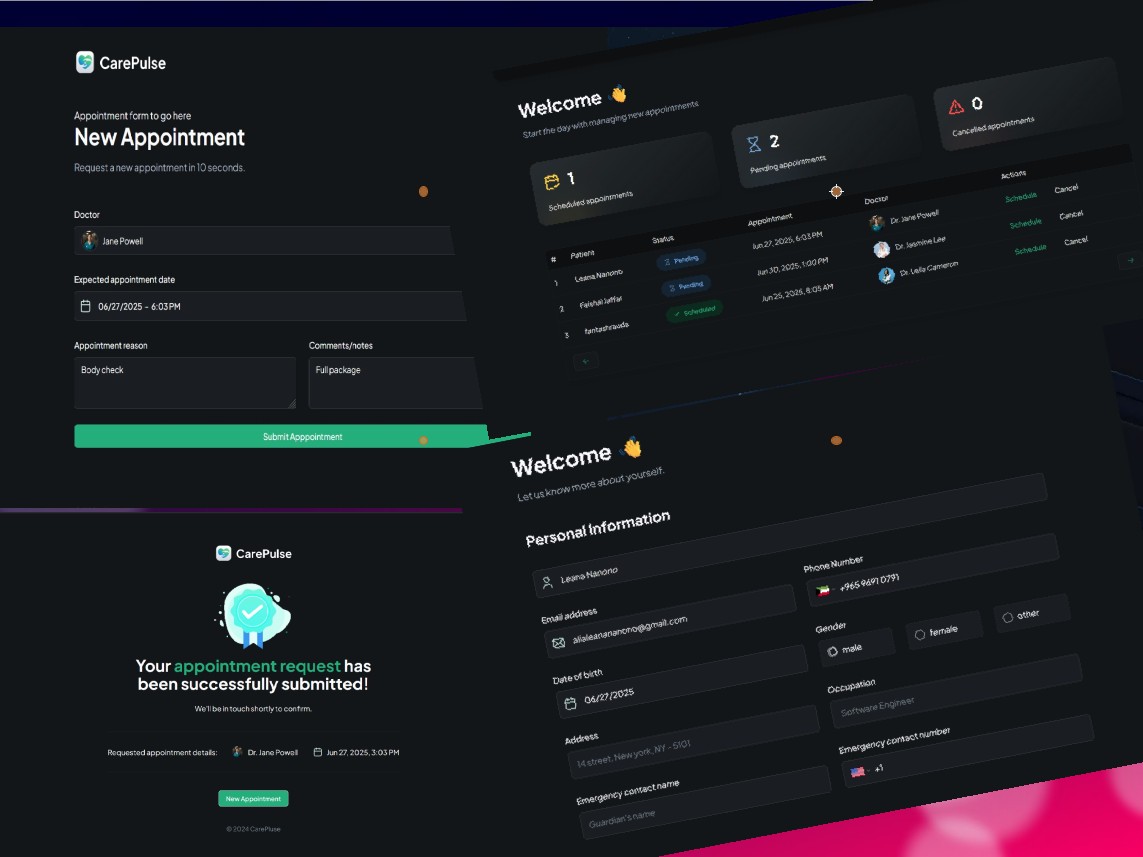 CarePulse
Appointment form to go here
New Appointment
Request a new appointment in 10 seconds.
Doctor
Jane Powell
Expected appointment date
06/27/2025 - 6:03 PM
Appointment reason
Comments/notes
Body check
Full package
Submit Apppointment
CarePulse
Your appointment request has
been successfully submitted!
We'll be in touch shortly to confirm.
Requested appointment details:
Dr. Jane Powell
Jun 27, 2025, 3:03 PM
New Appointment
© 2024 CarePluse
Welcome 👋
Start the day with managing new appointments
1
Scheduled appointments
2
Pending appointments
0
Cancelled appointments
# Patient Status Appointment Doctor Actions
1 Leana Nanono Pending Jun 27, 2025, 6:03 PM Dr. Jane Powell Schedule Cancel
2 Faishal Jaffar Pending Jun 30, 2025, 1:00 PM Dr. Jasmine Lee Schedule Cancel
3 fantashrauda Scheduled Jun 25, 2025, 8:05 AM Dr. Leila Cameron Schedule Cancel
Welcome 👋
Let us know more about yourself.
Personal Information
Leana Nanono
Email address
alialeanananono@gmail.com
Phone Number
+965 9691 0791
Date of birth
06/27/2025
Gender
male
female
other
Address
14 street, New york, NY - 5101
Occupation
Software Engineer
Emergency contact name
Guardian's name
Emergency contact number
+1